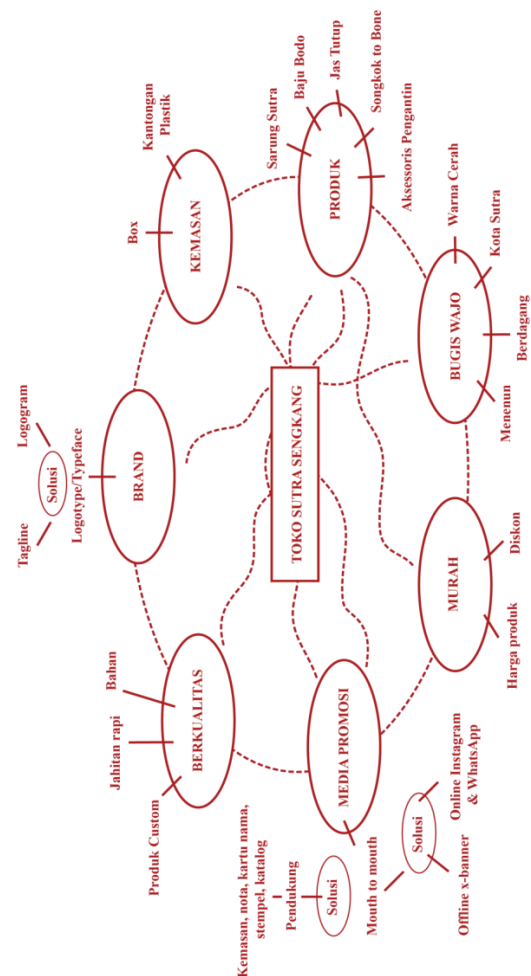 Tagline
Solusi
Logogram
Logotype/Typeface
BRAND
Box
Kantongan
Plastik
KEMASAN
Sarung Sutra
Baju Bodo
Jas Tutup
Songkok to Bone
Aksessoris Pengantin
PRODUK
Produk Custom
Jahitan rapi
Bahan
BERKUALITAS
TOKO SUTRA SENGKANG
Kemasan, nota, kartu nama,
stempel, katalog
Pendukung
Solusi
MEDIA PROMOSI
Mouth to mouth
Solusi
Offline x-banner
Online Instagram
& WhatsApp
MURAH
Harga produk
Diskon
BUGIS WAJO
Menenun
Berdagang
Kota Sutra
Warna Cerah